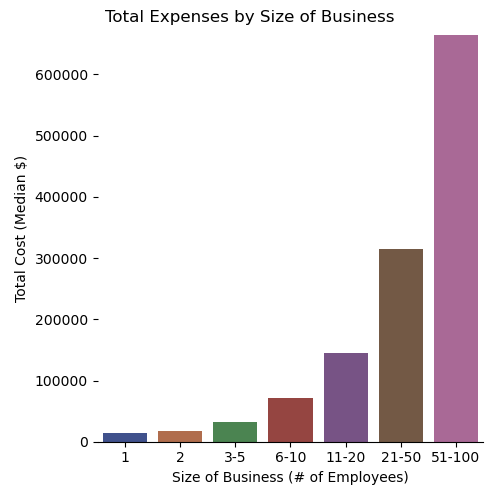 Total Expenses by Size of Business
600000
500000
400000
300000
200000
100000
0
Total Cost (Median $)
1 2 3-5 6-10 11-20 21-50 51-100
Size of Business (# of Employees)